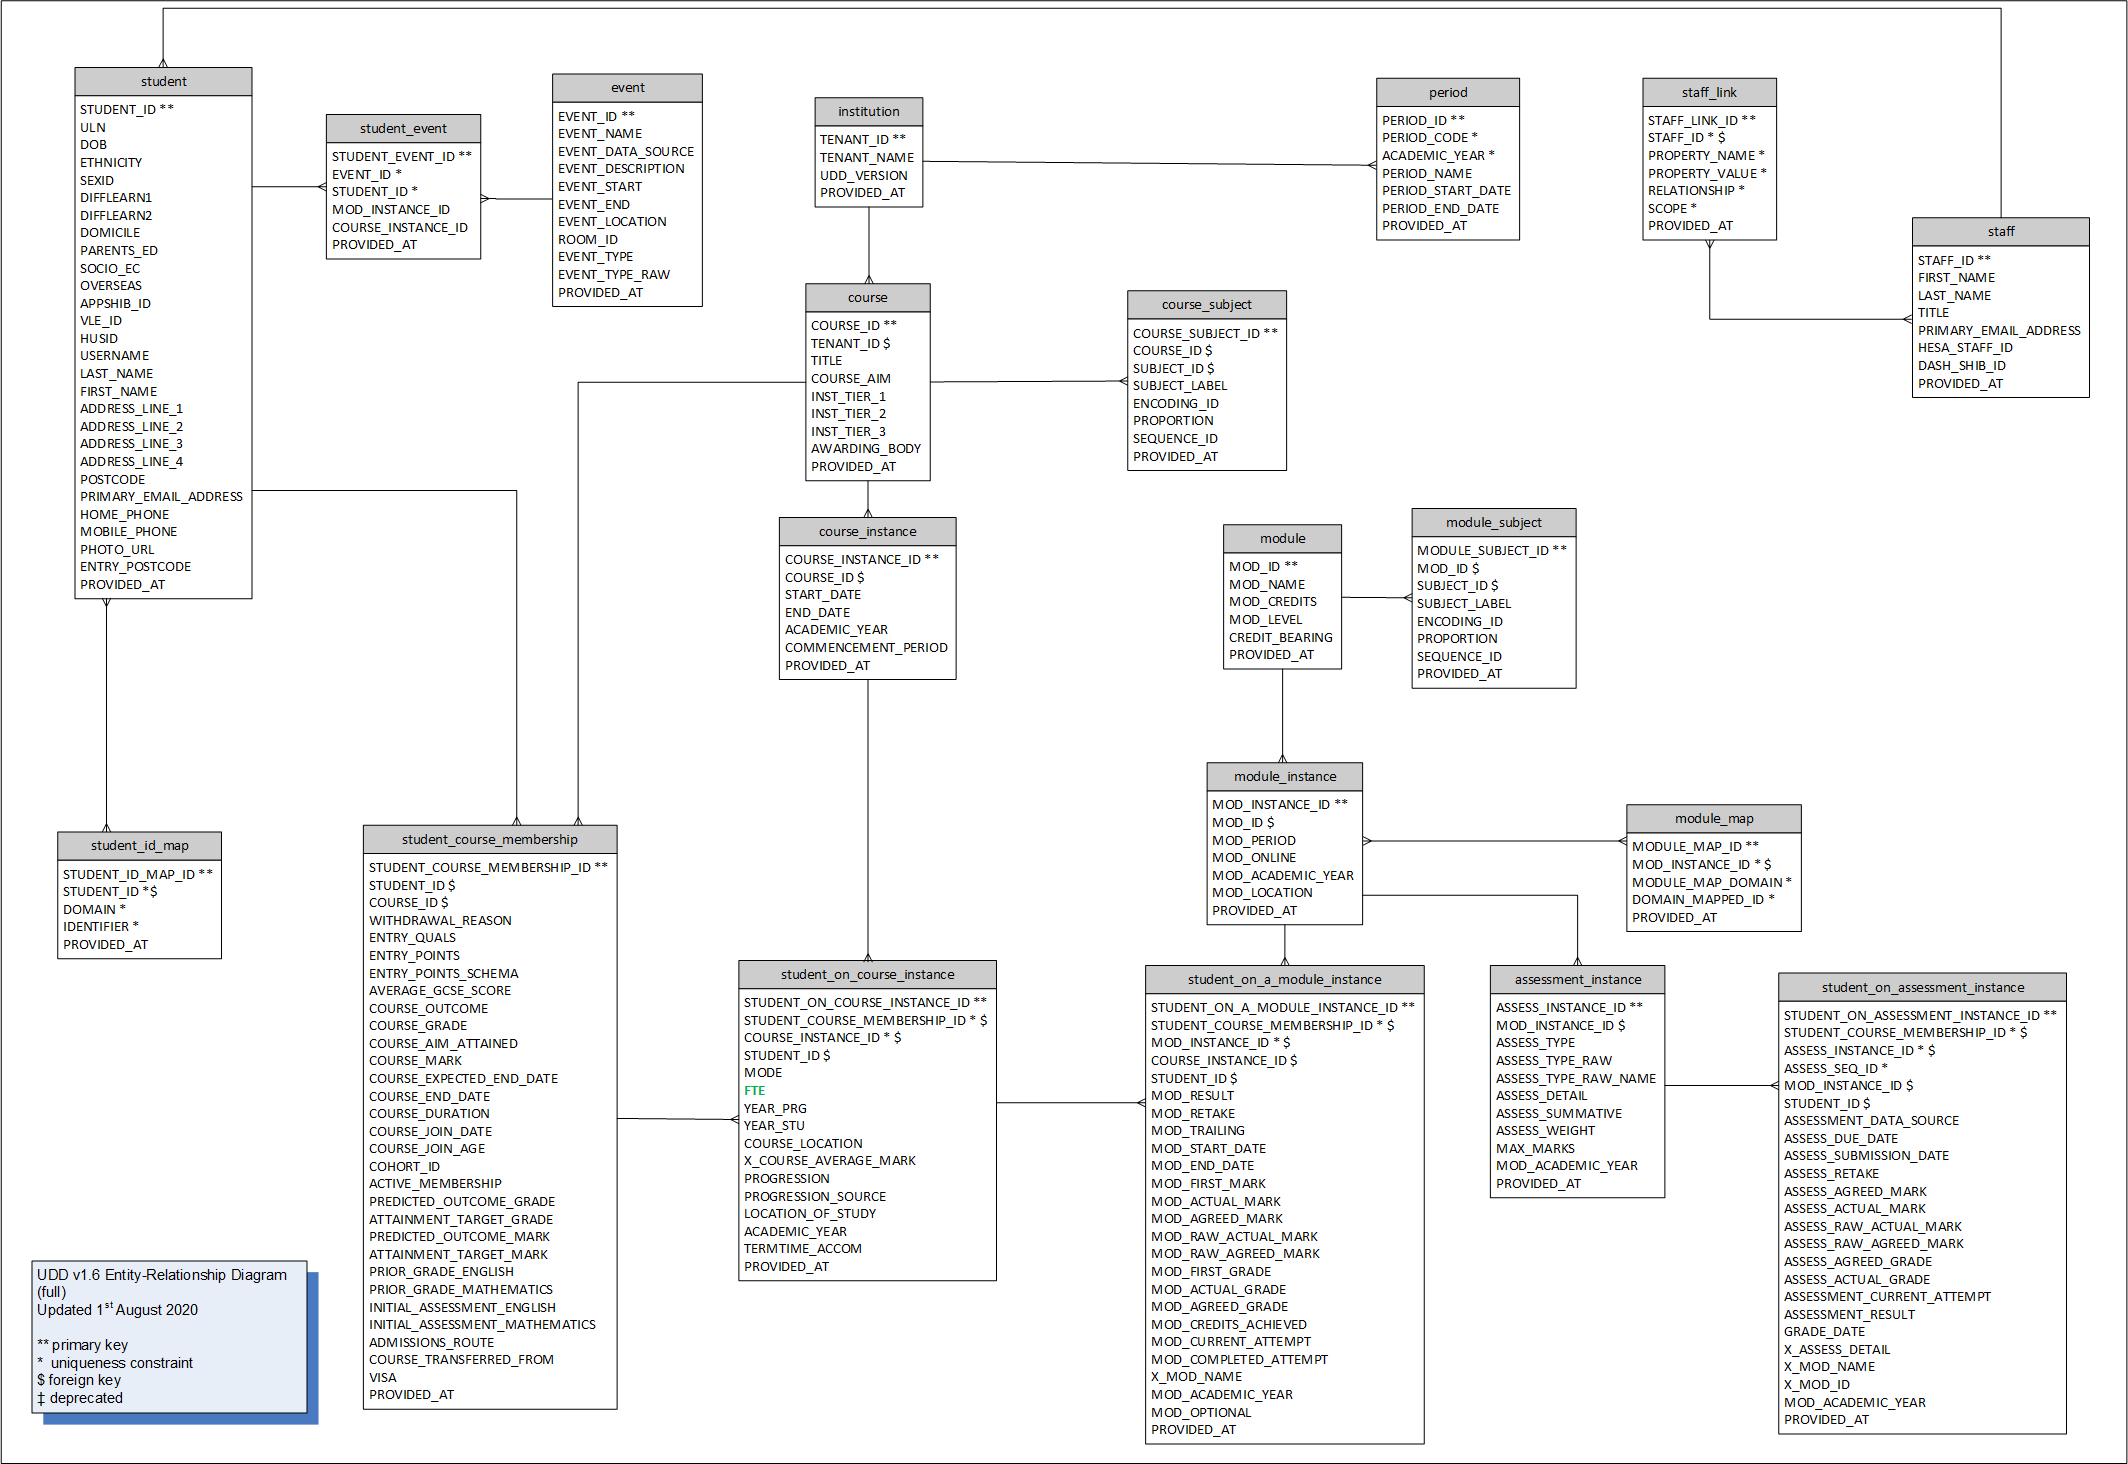 student
STUDENT_ID **
ULN
DOB
ETHNICITY
SEXID
DIFFLEARN1
DIFFLEARN2
DOMICILE
PARENTS_ED
SOCIO_EC
OVERSEAS
APPSHIB_ID
VLE_ID
HUSID
USERNAME
LAST_NAME
FIRST_NAME
ADDRESS_LINE_1
ADDRESS_LINE_2
ADDRESS_LINE_3
ADDRESS_LINE_4
POSTCODE
PRIMARY_EMAIL_ADDRESS
HOME_PHONE
MOBILE_PHONE
PHOTO_URL
ENTRY_POSTCODE
PROVIDED_AT
student_event
STUDENT_EVENT_ID **
EVENT_ID *
STUDENT_ID *
MOD_INSTANCE_ID
COURSE_INSTANCE_ID
PROVIDED_AT
event
EVENT_ID **
EVENT_NAME
EVENT_DATA_SOURCE
EVENT_DESCRIPTION
EVENT_START
EVENT_END
EVENT_LOCATION
ROOM_ID
EVENT_TYPE
EVENT_TYPE_RAW
PROVIDED_AT
institution
TENANT_ID **
TENANT_NAME
UDD_VERSION
PROVIDED_AT
period
PERIOD_ID **
PERIOD_CODE *
ACADEMIC_YEAR *
PERIOD_NAME
PERIOD_START_DATE
PERIOD_END_DATE
PROVIDED_AT
staff_link
STAFF_LINK_ID **
STAFF_ID * $
PROPERTY_NAME *
PROPERTY_VALUE *
RELATIONSHIP *
SCOPE *
PROVIDED_AT
staff
STAFF_ID **
FIRST_NAME
LAST_NAME
TITLE
PRIMARY_EMAIL_ADDRESS
HESA_STAFF_ID
DASH_SHIB_ID
PROVIDED_AT
course
COURSE_ID **
TENANT_ID $
TITLE
COURSE_AIM
INST_TIER_1
INST_TIER_2
INST_TIER_3
AWARDING_BODY
PROVIDED_AT
course_subject
COURSE_SUBJECT_ID **
COURSE_ID $
SUBJECT_ID $
SUBJECT_LABEL
ENCODING_ID
PROPORTION
SEQUENCE_ID
PROVIDED_AT
course_instance
COURSE_INSTANCE_ID **
COURSE_ID $
START_DATE
END_DATE
ACADEMIC_YEAR
COMMENCEMENT_PERIOD
PROVIDED_AT
module
MOD_ID **
MOD_NAME
MOD_CREDITS
MOD_LEVEL
CREDIT_BEARING
PROVIDED_AT
module_subject
MODULE_SUBJECT_ID **
MOD_ID $
SUBJECT_ID $
SUBJECT_LABEL
ENCODING_ID
PROPORTION
SEQUENCE_ID
PROVIDED_AT
module_instance
MOD_INSTANCE_ID **
MOD_ID $
MOD_PERIOD
MOD_ONLINE
MOD_ACADEMIC_YEAR
MOD_LOCATION
PROVIDED_AT
module_map
MODULE_MAP_ID **
MOD_INSTANCE_ID * $
MODULE_MAP_DOMAIN *
DOMAIN_MAPPED_ID *
PROVIDED_AT
student_id_map
STUDENT_ID_MAP_ID **
STUDENT_ID *$
DOMAIN *
IDENTIFIER *
PROVIDED_AT
student_course_membership
STUDENT_COURSE_MEMBERSHIP_ID **
STUDENT_ID $
COURSE_ID $
WITHDRAWAL_REASON
ENTRY_QUALS
ENTRY_POINTS
ENTRY_POINTS_SCHEMA
AVERAGE_GCSE_SCORE
COURSE_OUTCOME
COURSE_GRADE
COURSE_AIM_ATTAINED
COURSE_MARK
COURSE_EXPECTED_END_DATE
COURSE_END_DATE
COURSE_DURATION
COURSE_JOIN_DATE
COURSE_JOIN_AGE
COHORT_ID
ACTIVE_MEMBERSHIP
PREDICTED_OUTCOME_GRADE
ATTAINMENT_TARGET_GRADE
PREDICTED_OUTCOME_MARK
ATTAINMENT_TARGET_MARK
PRIOR_GRADE_ENGLISH
PRIOR_GRADE_MATHEMATICS
INITIAL_ASSESSMENT_ENGLISH
INITIAL_ASSESSMENT_MATHEMATICS
ADMISSIONS_ROUTE
COURSE_TRANSFERRED_FROM
VISA
PROVIDED_AT
student_on_course_instance
STUDENT_ON_COURSE_INSTANCE_ID **
STUDENT_COURSE_MEMBERSHIP_ID * $
COURSE_INSTANCE_ID * $
STUDENT_ID $
MODE
FTE
YEAR_PRG
YEAR_STU
COURSE_LOCATION
X_COURSE_AVERAGE_MARK
PROGRESSION
PROGRESSION_SOURCE
LOCATION_OF_STUDY
ACADEMIC_YEAR
TERMTIME_ACCOM
PROVIDED_AT
student_on_a_module_instance
STUDENT_ON_A_MODULE_INSTANCE_ID **
STUDENT_COURSE_MEMBERSHIP_ID * $
MOD_INSTANCE_ID * $
COURSE_INSTANCE_ID $
STUDENT_ID $
MOD_RESULT
MOD_RETAKE
MOD_TRAILING
MOD_START_DATE
MOD_END_DATE
MOD_FIRST_MARK
MOD_ACTUAL_MARK
MOD_AGREED_MARK
MOD_RAW_ACTUAL_MARK
MOD_RAW_AGREED_MARK
MOD_FIRST_GRADE
MOD_ACTUAL_GRADE
MOD_AGREED_GRADE
MOD_CREDITS_ACHIEVED
MOD_CURRENT_ATTEMPT
MOD_COMPLETED_ATTEMPT
X_MOD_NAME
MOD_ACADEMIC_YEAR
MOD_OPTIONAL
PROVIDED_AT
assessment_instance
ASSESS_INSTANCE_ID **
MOD_INSTANCE_ID $
ASSESS_TYPE
ASSESS_TYPE_RAW
ASSESS_TYPE_RAW_NAME
ASSESS_DETAIL
ASSESS_SUMMATIVE
ASSESS_WEIGHT
MAX_MARKS
MOD_ACADEMIC_YEAR
PROVIDED_AT
student_on_assessment_instance
STUDENT_ON_ASSESSMENT_INSTANCE_ID **
STUDENT_COURSE_MEMBERSHIP_ID * $
ASSESS_INSTANCE_ID * $
ASSESS_SEQ_ID *
MOD_INSTANCE_ID $
STUDENT_ID $
ASSESSMENT_DATA_SOURCE
ASSESS_DUE_DATE
ASSESS_SUBMISSION_DATE
ASSESS_RETAKE
ASSESS_AGREED_MARK
ASSESS_ACTUAL_MARK
ASSESS_RAW_ACTUAL_MARK
ASSESS_RAW_AGREED_MARK
ASSESS_AGREED_GRADE
ASSESS_ACTUAL_GRADE
ASSESSMENT_CURRENT_ATTEMPT
ASSESSMENT_RESULT
GRADE_DATE
X_ASSESS_DETAIL
X_MOD_NAME
X_MOD_ID
MOD_ACADEMIC_YEAR
PROVIDED_AT
UDD v1.6 Entity-Relationship Diagram
(full)
Updated 1st August 2020
** primary key
* uniqueness constraint
$ foreign key
‡ deprecated